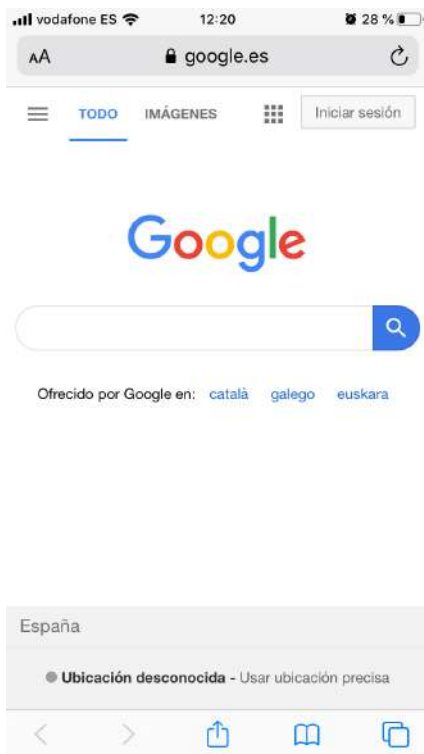 vodafone ES 12:20 28 %
AA google.es
TODO IMÁGENES Iniciar sesión
Google
Ofrecido por Google en: català galego euskara
España
Ubicación desconocida - Usar ubicación precisa